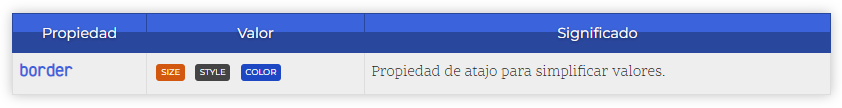 Propiedad Valor Significado
border SIZE STYLE COLOR Propiedad de atajo para simplificar valores.